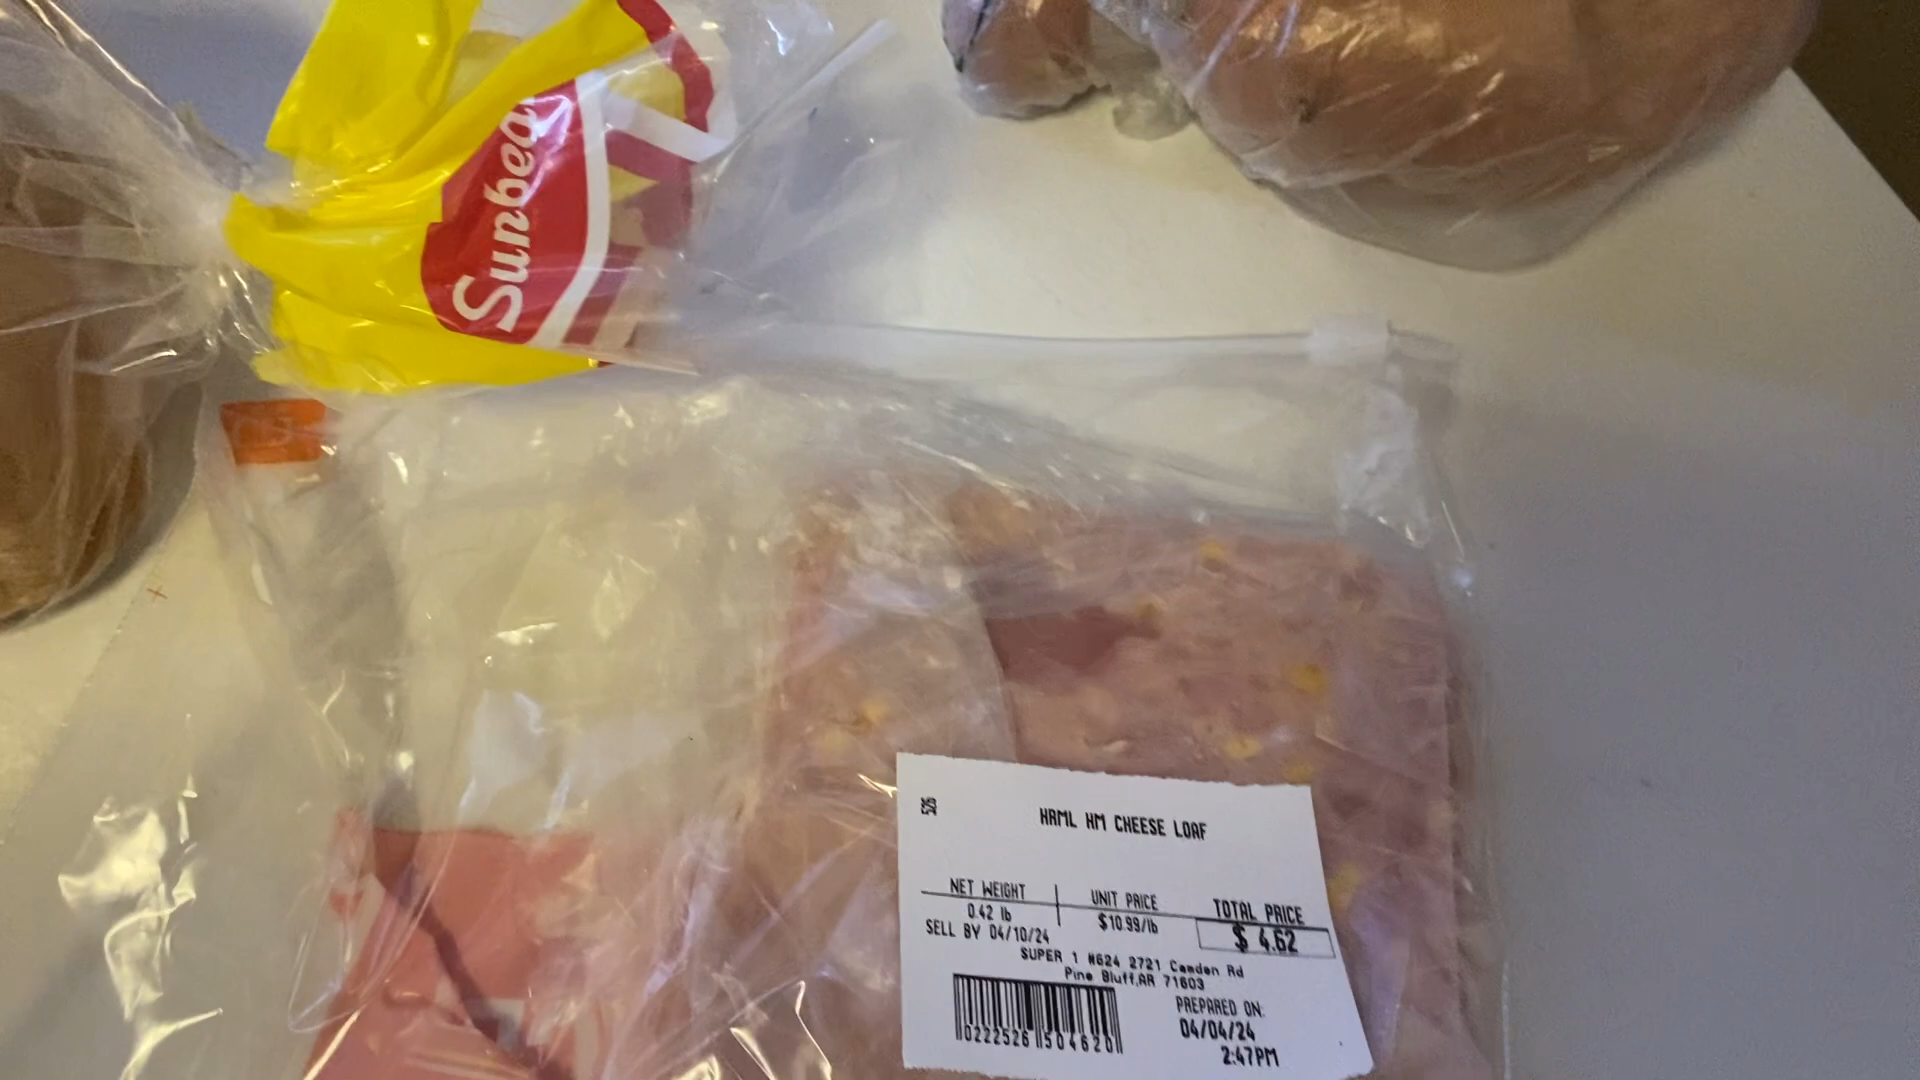 Sunbea
525
HRML HM CHEESE LOAF
NET WEIGHT UNIT PRICE TOTAL PRICE
0.42 lb $10.99/lb $ 4.62
SELL BY 04/10/24
SUPER 1 #624 2721 Camden Rd
Pine Bluff,AR 71603
PREPARED ON:
04/04/24
2:47PM
0222526 504620